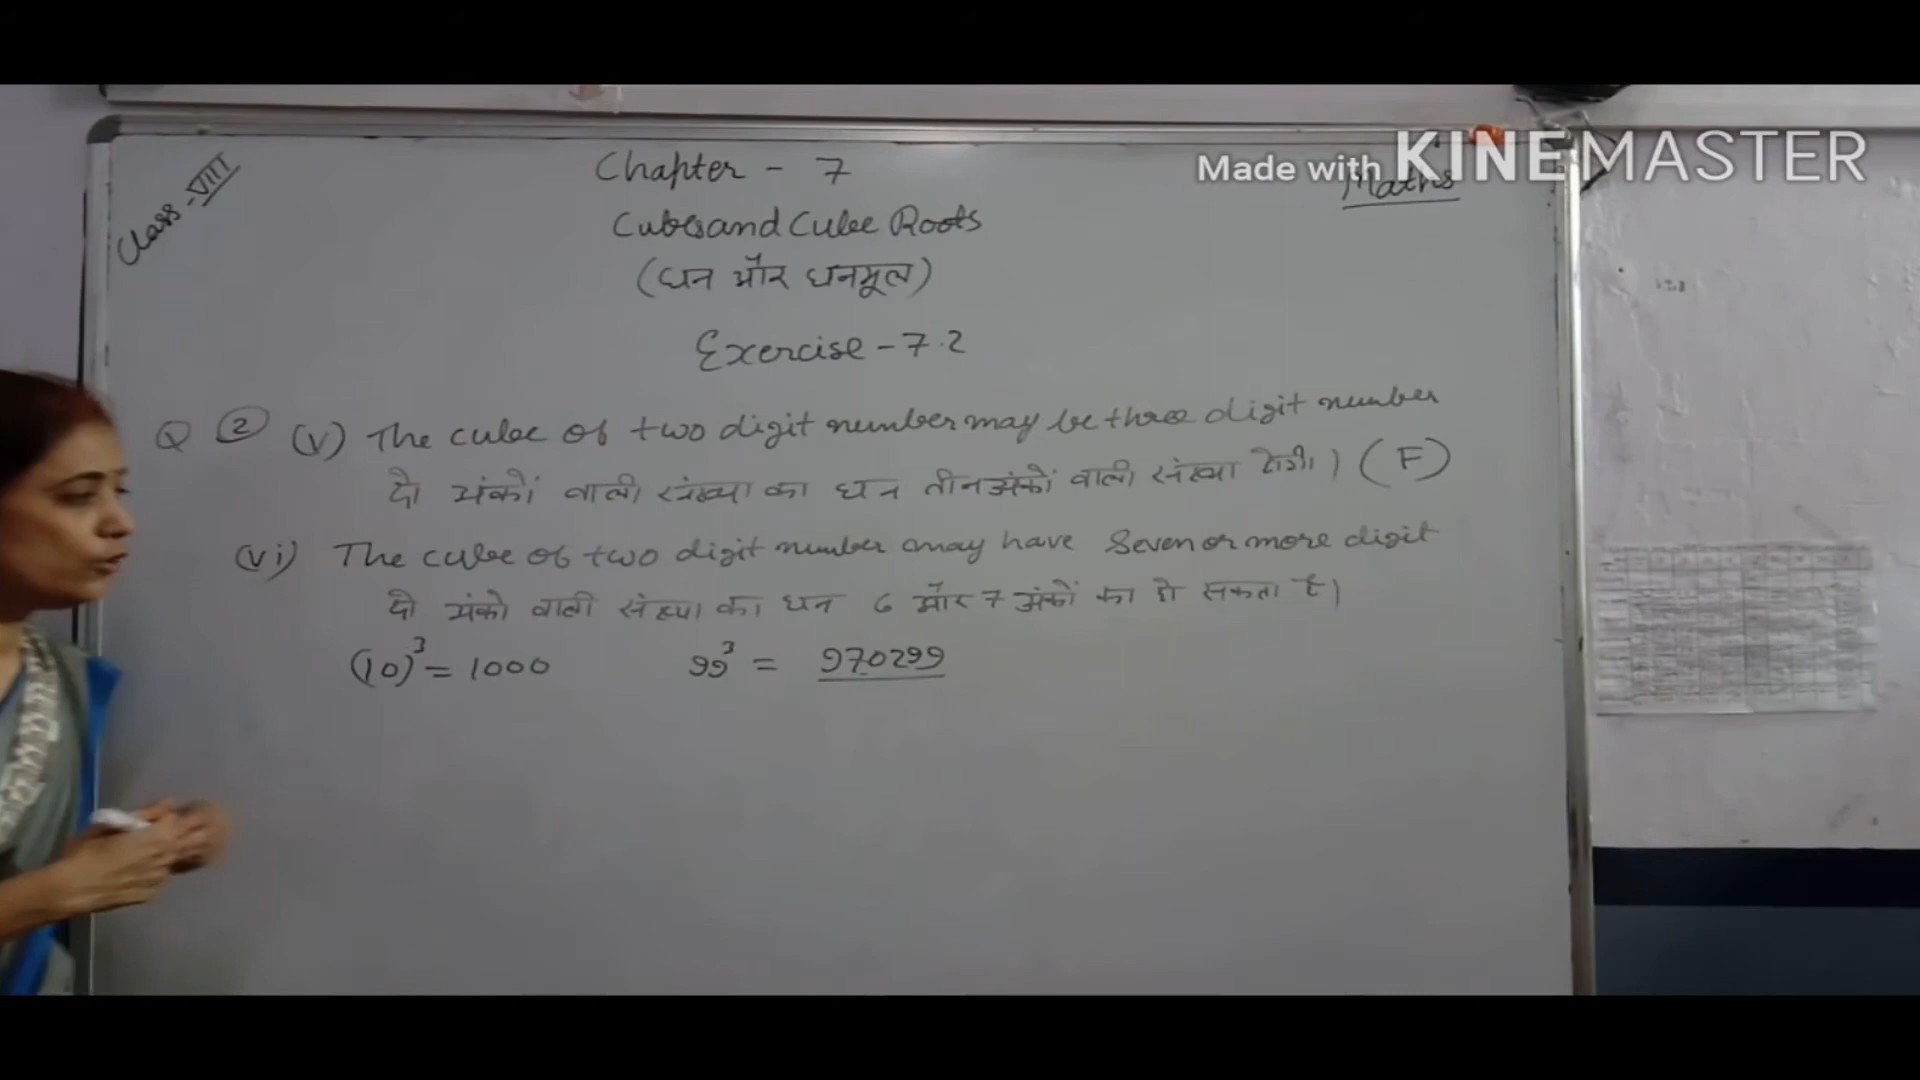 Made with KINEMASTER
Class - VIII
Chapter - 7
Maths
Cubes and Cube Roots
(घन और घनमूल)
Exercise - 7.2
Q ② (v) The cube of two digit number may be three digit number
दो अंकों वाली संख्या का घन तीन अंकों वाली संख्या होगी। (F)
(vi) The cube of two digit number may have seven or more digit
दो अंको वाली संख्या का घन 6 और 7 अंकों का हो सकता है।
(10)³ = 1000 99³ = 970299